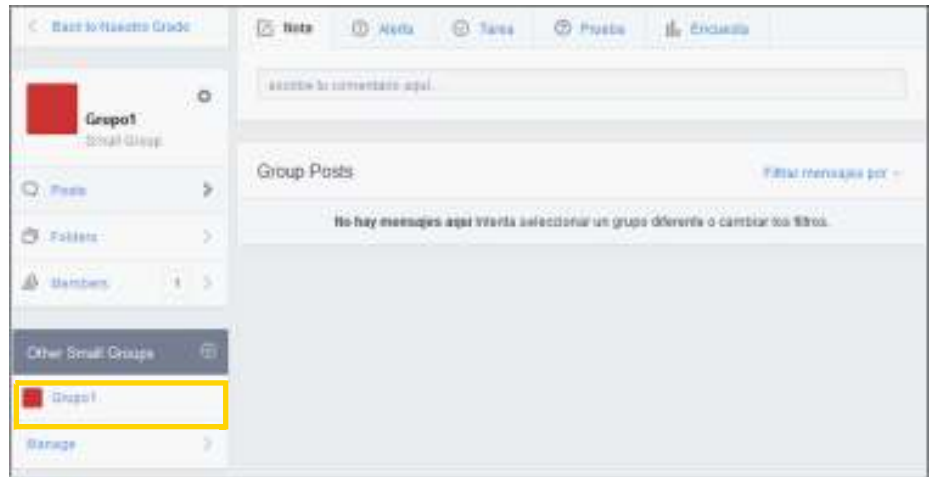 Back to Nuestro Grado
Nota
Alerta
Tarea
Prueba
Encuesta
escribe tu comentario aquí.
Grupo1
Small Group
Posts
Folders
Members 1
Other Small Groups
Grupo1
Manage
Group Posts
Filtrar mensajes por
No hay mensajes aquí Intenta seleccionar un grupo diferente o cambiar los filtros.